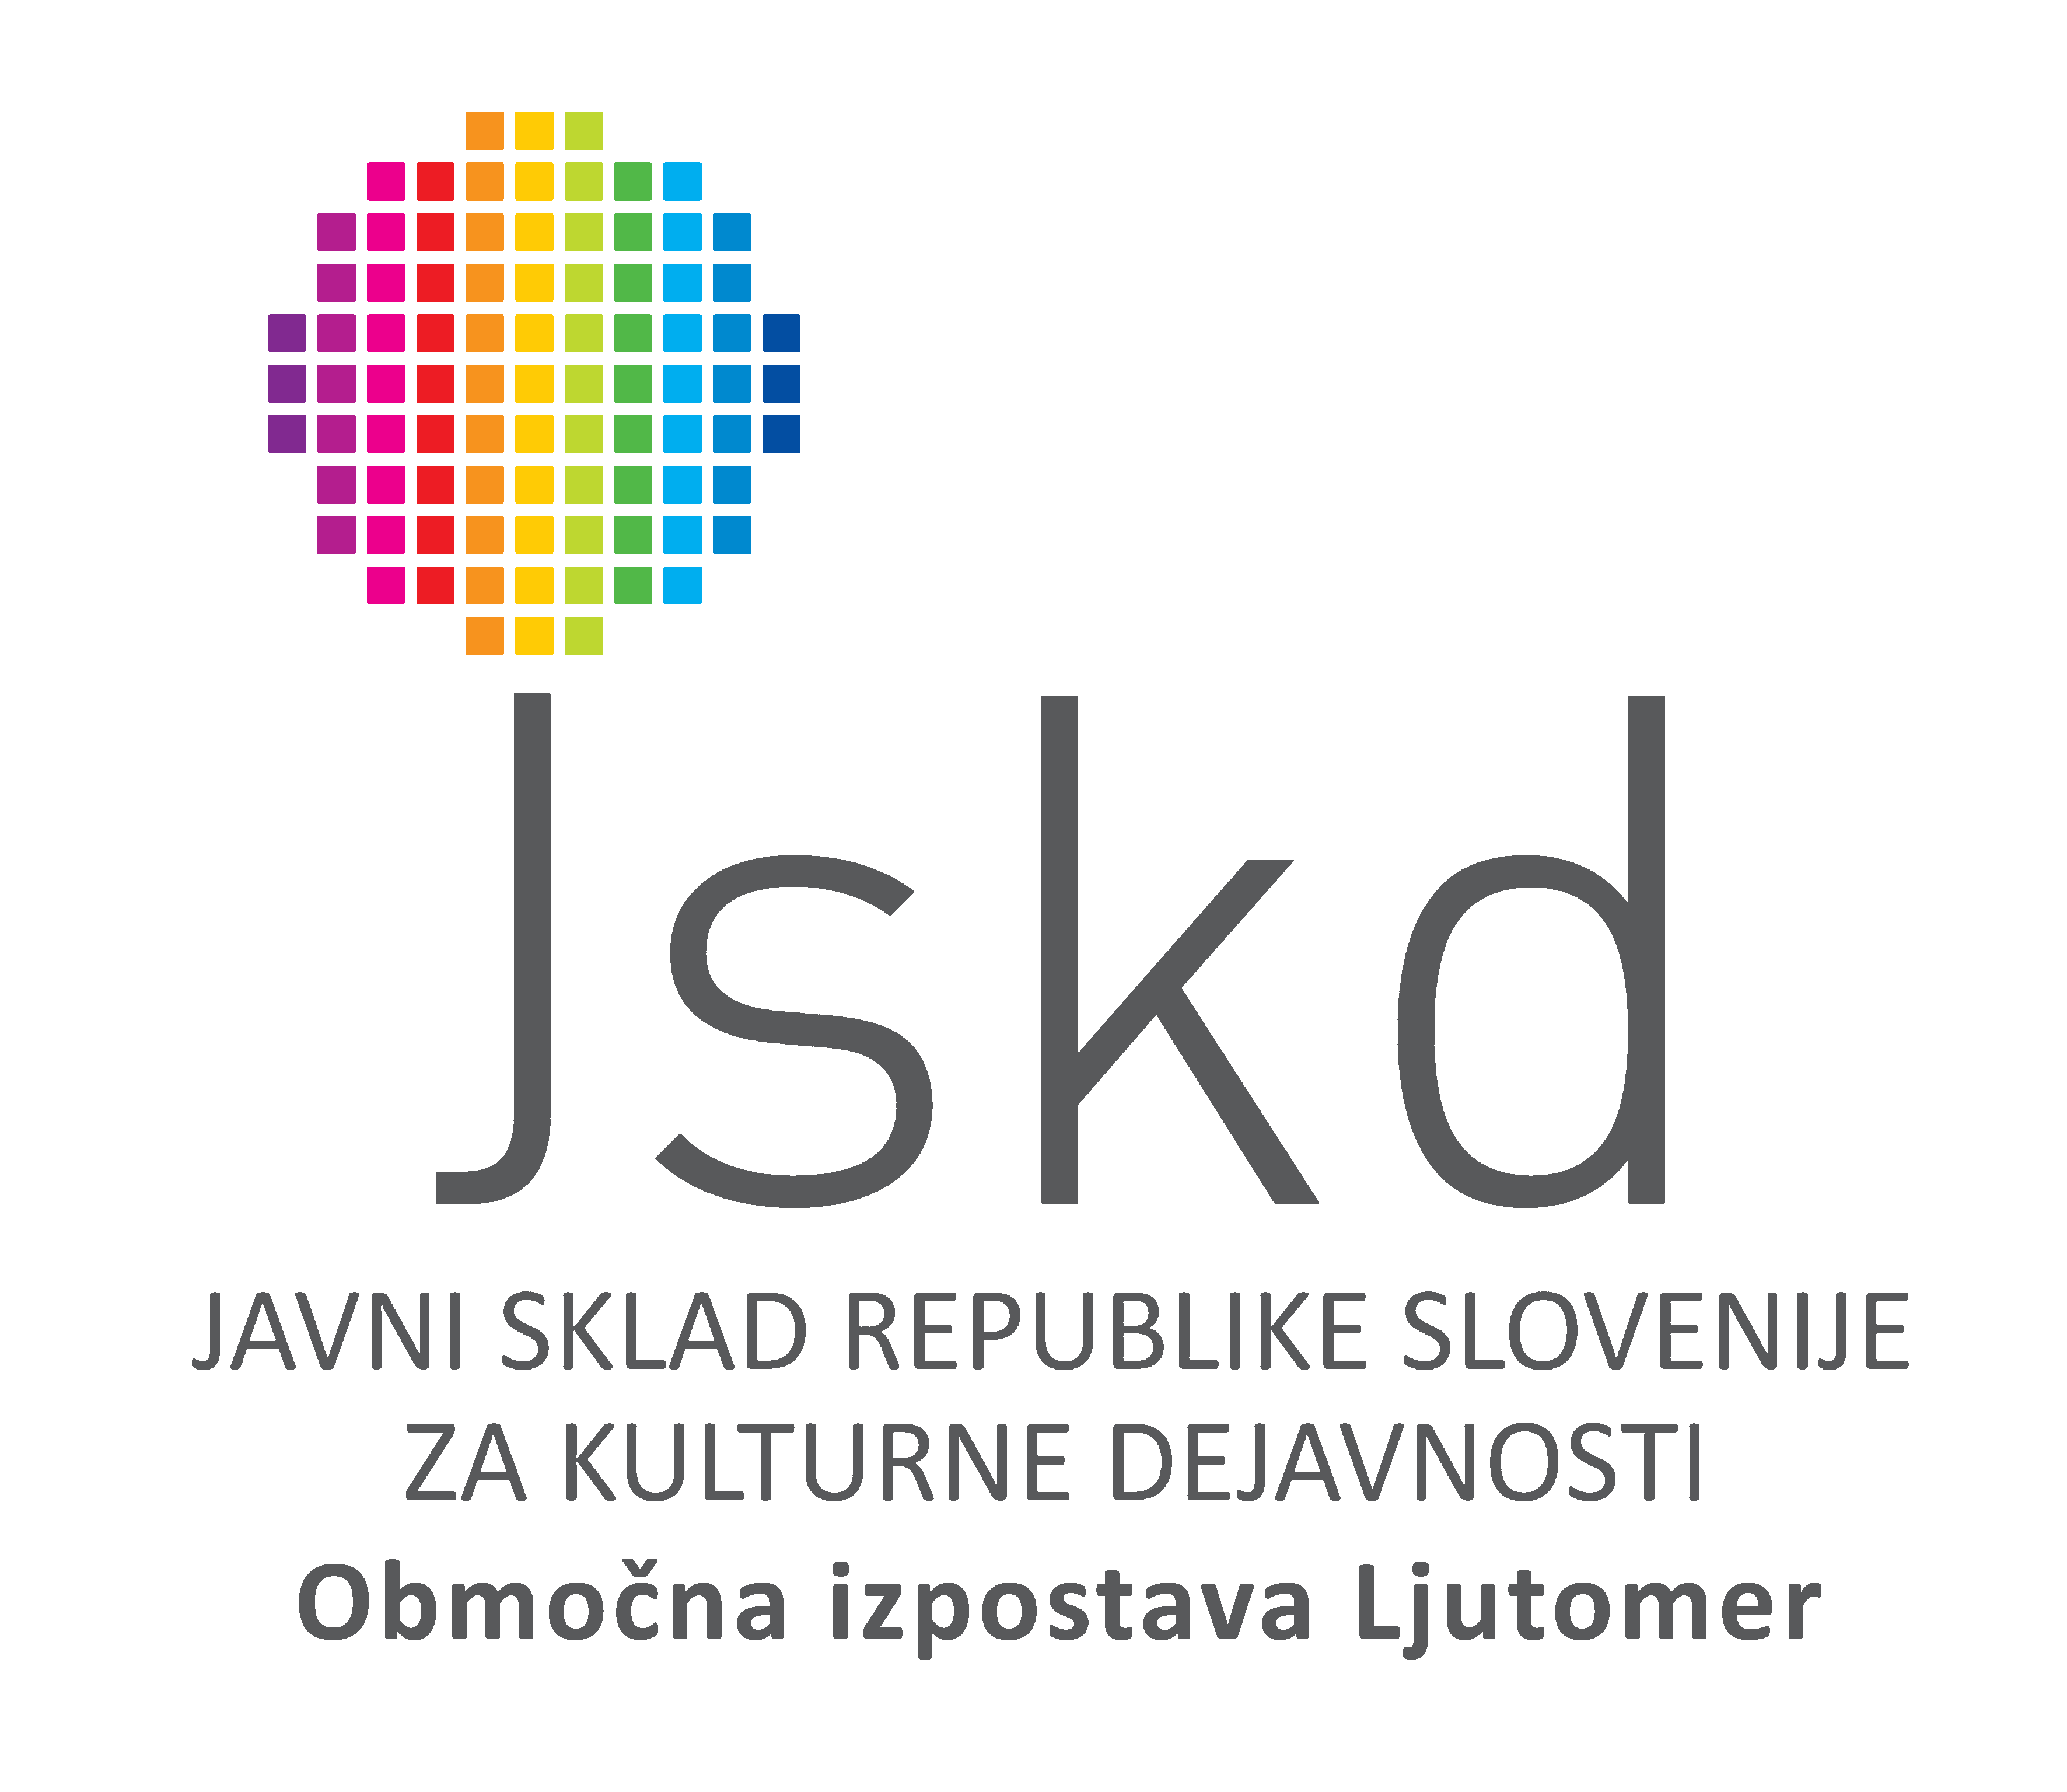 Jskd
JAVNI SKLAD REPUBLIKE SLOVENIJE
ZA KULTURNE DEJAVNOSTI
Območna izpostava Ljutomer